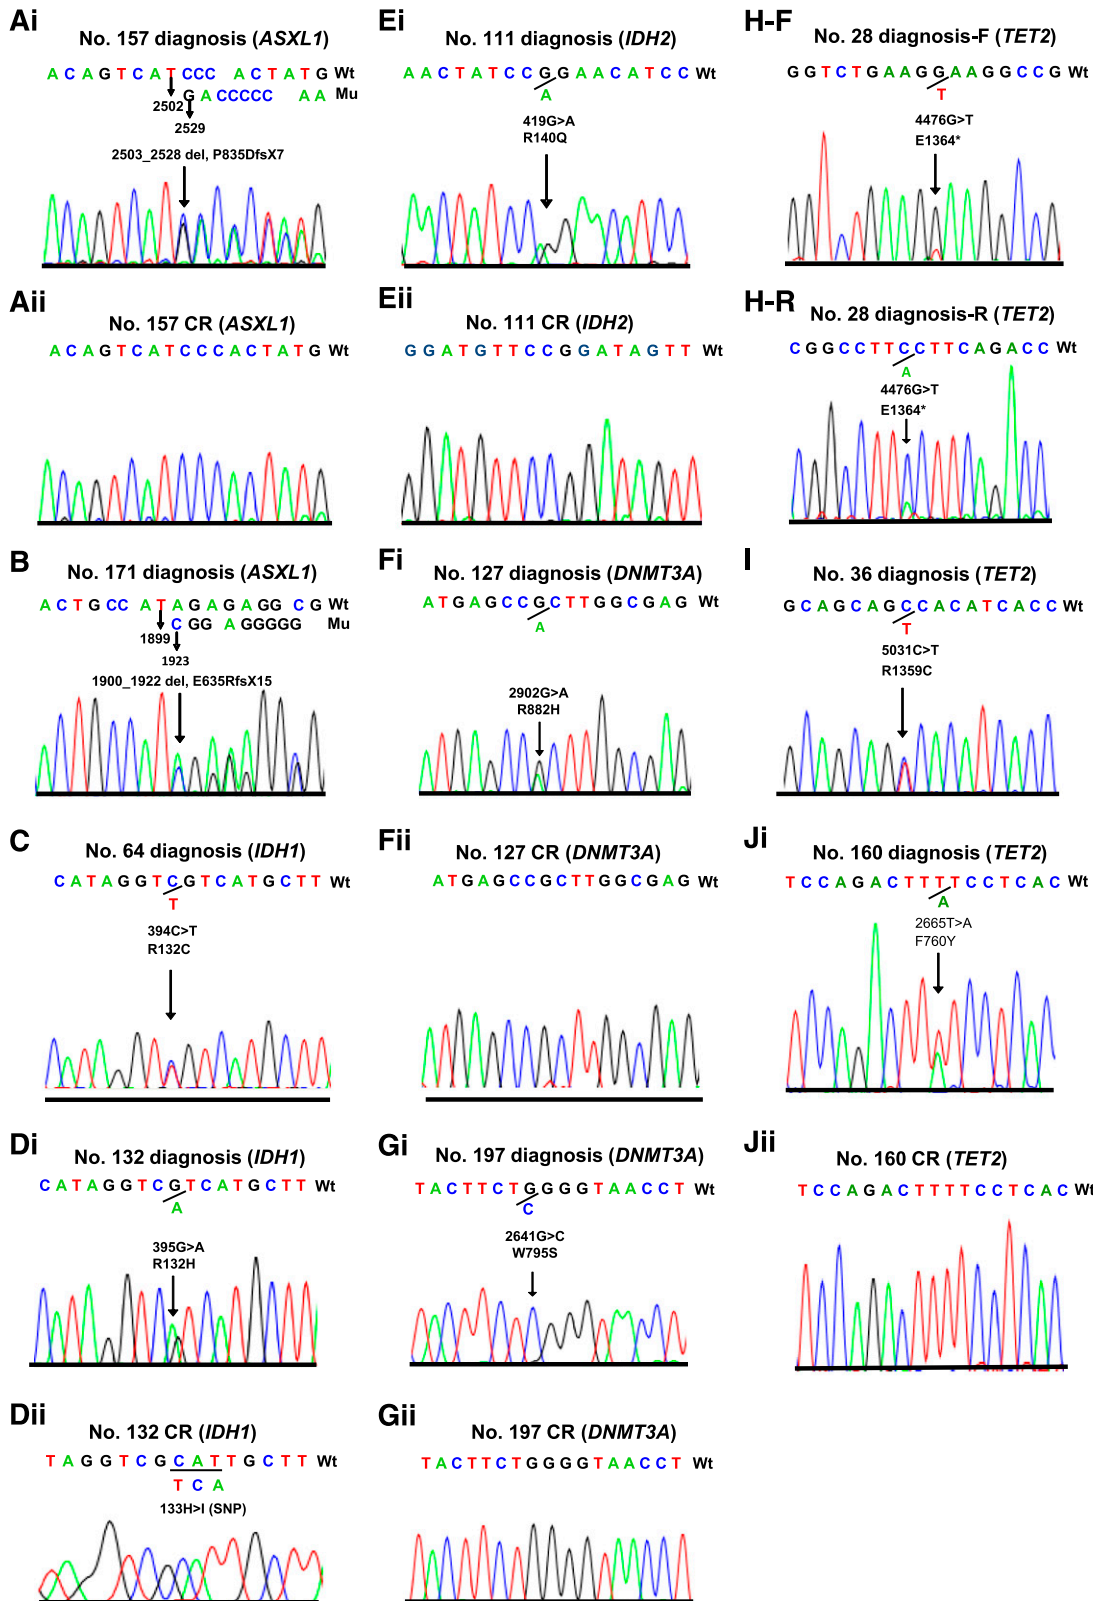 Ai
No. 157 diagnosis (ASXL1)
A C A G T C A T C C C A C T A T G Wt
G A C C C C C A A Mu
2502
2529
2503_2528 del, P835DfsX7
Aii
No. 157 CR (ASXL1)
A C A G T C A T C C C A C T A T G Wt
B
No. 171 diagnosis (ASXL1)
A C T G C C A T A G A G A G G C G Wt
C G G A G G G G G Mu
1899
1923
1900_1922 del, E635RfsX15
C
No. 64 diagnosis (IDH1)
C A T A G G T C G T C A T G C T T Wt
T
394C>T
R132C
Di
No. 132 diagnosis (IDH1)
C A T A G G T C G T C A T G C T T Wt
A
395G>A
R132H
Dii
No. 132 CR (IDH1)
T A G G T C G C A T T G C T T Wt
T C A
133H>I (SNP)
Ei
No. 111 diagnosis (IDH2)
A A C T A T C C G G A A C A T C C Wt
A
419G>A
R140Q
Eii
No. 111 CR (IDH2)
G G A T G T T C C G G A T A G T T Wt
Fi
No. 127 diagnosis (DNMT3A)
A T G A G C C G C T T G G C G A G Wt
A
2902G>A
R882H
Fii
No. 127 CR (DNMT3A)
A T G A G C C G C T T G G C G A G Wt
Gi
No. 197 diagnosis (DNMT3A)
T A C T T C T G G G G T A A C C T Wt
C
2641G>C
W795S
Gii
No. 197 CR (DNMT3A)
T A C T T C T G G G G T A A C C T Wt
H-F
No. 28 diagnosis-F (TET2)
G G T C T G A A G G A A G G C C G Wt
T
4476G>T
E1364*
H-R
No. 28 diagnosis-R (TET2)
C G G C C T T C C T T C A G A C C Wt
A
4476G>T
E1364*
I
No. 36 diagnosis (TET2)
G C A G C A G C C A C A T C A C C Wt
T
5031C>T
R1359C
Ji
No. 160 diagnosis (TET2)
T C C A G A C T T T T C C T C A C Wt
A
2665T>A
F760Y
Jii
No. 160 CR (TET2)
T C C A G A C T T T T C C T C A C Wt